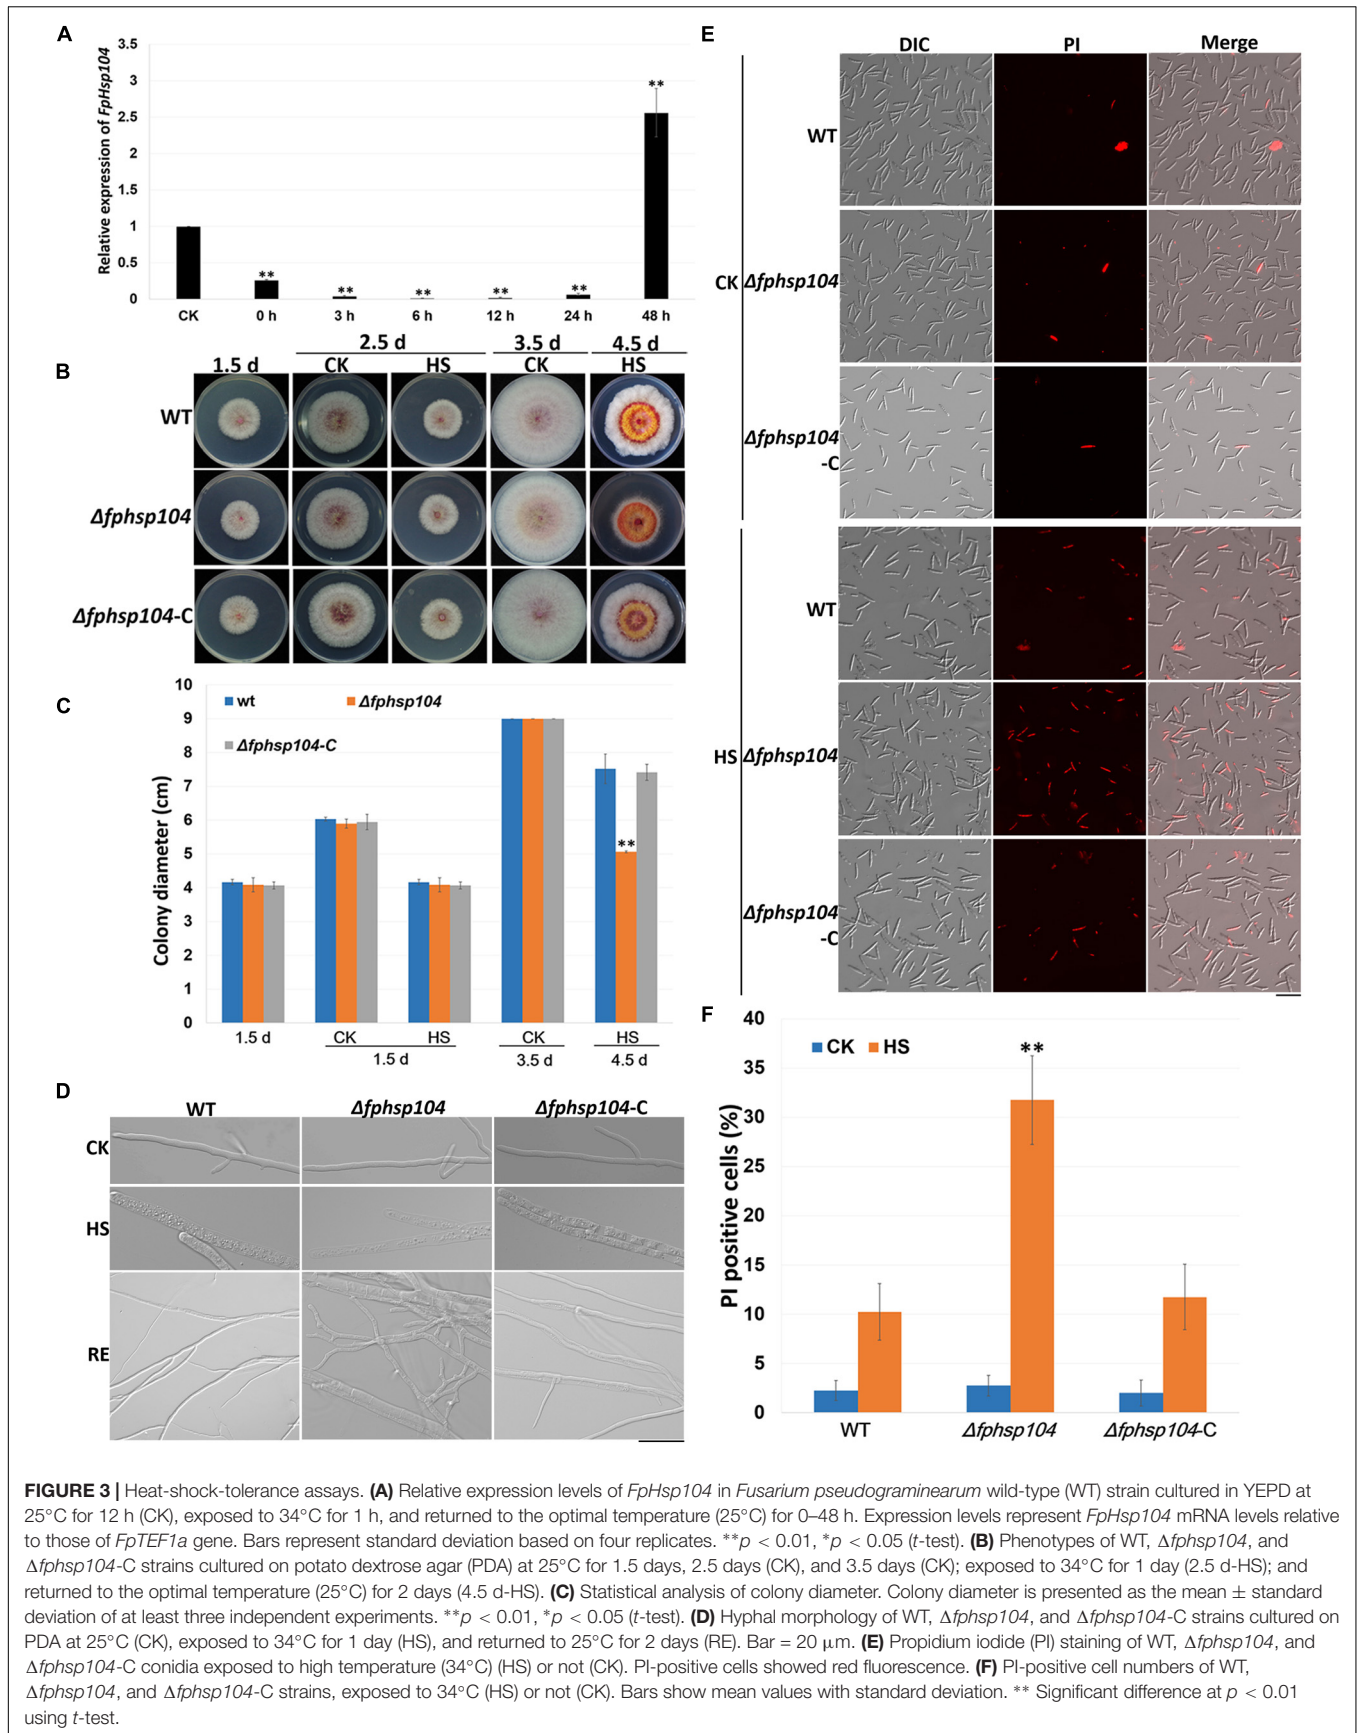 A
3.5
3
2.5
2
1.5
1
0.5
0
Relative expression of FpHsp104
**
**
**
**
**
**
CK 0 h 3 h 6 h 12 h 24 h 48 h
B
2.5 d 3.5 d 4.5 d
1.5 d CK HS CK HS
WT
Δfphsp104
Δfphsp104-C
C
10
9
8
7
6
5
4
3
2
1
0
Colony diameter (cm)
wt Δfphsp104
Δfphsp104-C
**
1.5 d CK HS CK HS
1.5 d 3.5 d 4.5 d
D
WT Δfphsp104 Δfphsp104-C
CK
HS
RE
E
DIC PI Merge
WT
CK Δfphsp104
Δfphsp104
-C
WT
HS Δfphsp104
Δfphsp104
-C
F
40
35
30
25
20
15
10
5
0
PI positive cells (%)
CK HS
**
WT Δfphsp104 Δfphsp104-C
FIGURE 3 | Heat-shock-tolerance assays. (A) Relative expression levels of FpHsp104 in Fusarium pseudograminearum wild-type (WT) strain cultured in YEPD at
25°C for 12 h (CK), exposed to 34°C for 1 h, and returned to the optimal temperature (25°C) for 0–48 h. Expression levels represent FpHsp104 mRNA levels relative
to those of FpTEF1a gene. Bars represent standard deviation based on four replicates. **p < 0.01, *p < 0.05 (t-test). (B) Phenotypes of WT, Δfphsp104, and
Δfphsp104-C strains cultured on potato dextrose agar (PDA) at 25°C for 1.5 days, 2.5 days (CK), and 3.5 days (CK); exposed to 34°C for 1 day (2.5 d-HS); and
returned to the optimal temperature (25°C) for 2 days (4.5 d-HS). (C) Statistical analysis of colony diameter. Colony diameter is presented as the mean ± standard
deviation of at least three independent experiments. **p < 0.01, *p < 0.05 (t-test). (D) Hyphal morphology of WT, Δfphsp104, and Δfphsp104-C strains cultured on
PDA at 25°C (CK), exposed to 34°C for 1 day (HS), and returned to 25°C for 2 days (RE). Bar = 20 μm. (E) Propidium iodide (PI) staining of WT, Δfphsp104, and
Δfphsp104-C conidia exposed to high temperature (34°C) (HS) or not (CK). PI-positive cells showed red fluorescence. (F) PI-positive cell numbers of WT,
Δfphsp104, and Δfphsp104-C strains, exposed to 34°C (HS) or not (CK). Bars show mean values with standard deviation. ** Significant difference at p < 0.01
using t-test.